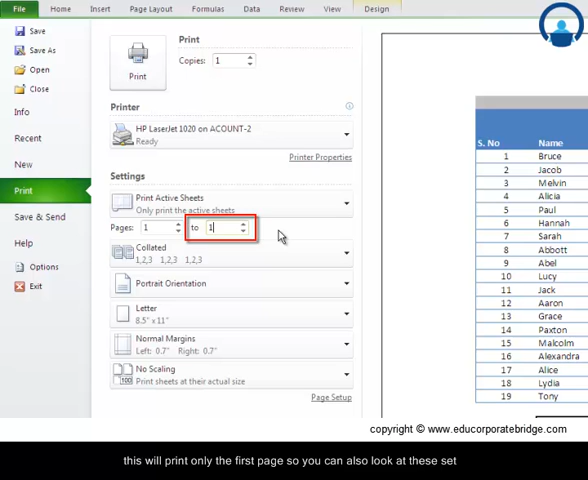 File Home Insert Page Layout Formulas Data Review View Design
Save
Save As
Open
Close
Info
Recent
New
Print
Save & Send
Help
Options
Exit
Print
Print
Copies: 1
Printer
HP LaserJet 1020 on ACOUNT-2
Ready
Printer Properties
Settings
Print Active Sheets
Only print the active sheets
Pages: 1 to 1
Collated
1,2,3 1,2,3 1,2,3
Portrait Orientation
Letter
8.5" x 11"
Normal Margins
Left: 0.7" Right: 0.7"
No Scaling
100 Print sheets at their actual size
Page Setup
S. No Name
1 Bruce
2 Jacob
3 Melvin
4 Alicia
5 Paul
6 Hannah
7 Sarah
8 Abbott
9 Abel
10 Lucy
11 Jack
12 Aaron
13 Grace
14 Paxton
15 Malcolm
16 Alexandra
17 Alice
18 Lydia
19 Tony
copyright © www.educorporatebridge.com
this will print only the first page so you can also look at these set